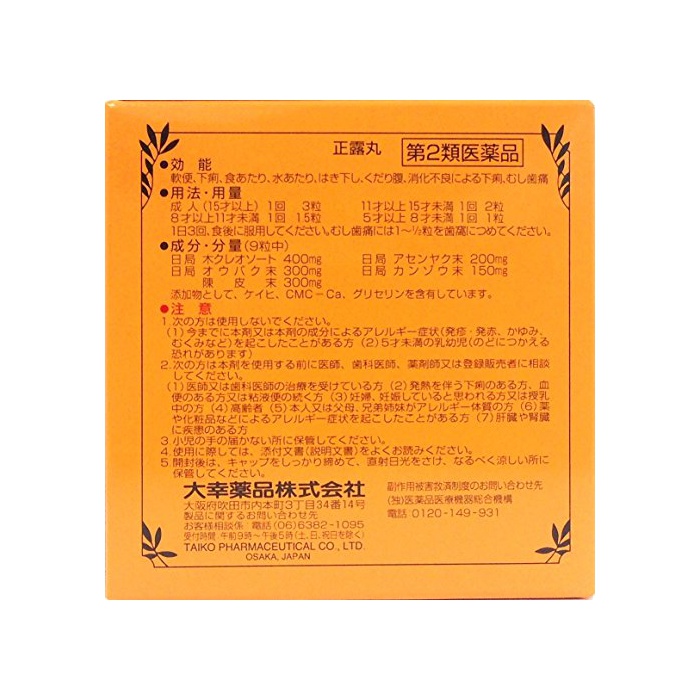 正露丸 第2類医薬品
●効 能
軟便、下痢、食あたり、水あたり、はき下し、くだり腹、消化不良による下痢、むし歯痛
●用法・用量
成 人 (15才以上) 1回 3粒 11才以上15才未満 1回 2粒
8才以上11才未満 1回 1.5粒 5才以上 8才未満 1回 1粒
1日3回、食後に服用してください。むし歯痛には1〜½粒を歯窩につめてください。
●成分・分量(9粒中)
日局 木クレオソート 400mg 日局 アセンヤク末 200mg
日局 オウバク末 300mg 日局 カンゾウ末 150mg
陳 皮 末 300mg
添加物として、ケイヒ、CMC-Ca、グリセリンを含有しています。
●注 意
1.次の方は使用しないでください。
(1)今までに本剤又は本剤の成分によるアレルギー症状(発疹・発赤、かゆみ、
むくみなど)を起こしたことがある方 (2)5才未満の乳幼児(のどにつかえる
恐れがあります)
2.次の方は本剤を使用する前に医師、歯科医師、薬剤師又は登録販売者に相談
してください。
(1)医師又は歯科医師の治療を受けている方 (2)発熱を伴う下痢のある方、血
便のある方又は粘液便の続く方 (3)妊婦、妊娠していると思われる方又は授乳
中の方 (4)高齢者 (5)本人又は父母、兄弟姉妹がアレルギー体質の方 (6)薬
や化粧品などによるアレルギー症状を起こしたことがある方 (7)肝臓や腎臓
に疾患のある方
3.小児の手の届かない所に保管してください。
4.使用に際しては、添付文書(説明文書)をよくお読みください。
5.開封後は、キャップをしっかり締めて、直射日光をさけ、なるべく涼しい所に
保管してください。
大幸薬品株式会社
大阪府吹田市内本町3丁目34番14号
製品に関するお問い合わせ先
お客様相談係:電話(06)6382-1095
受付時間:午前9時〜午後5時(土、日、祝日を除く)
TAIKO PHARMACEUTICAL CO., LTD.
OSAKA, JAPAN
副作用被害救済制度のお問い合わせ先
(独)医薬品医療機器総合機構
電話:0120-149-931